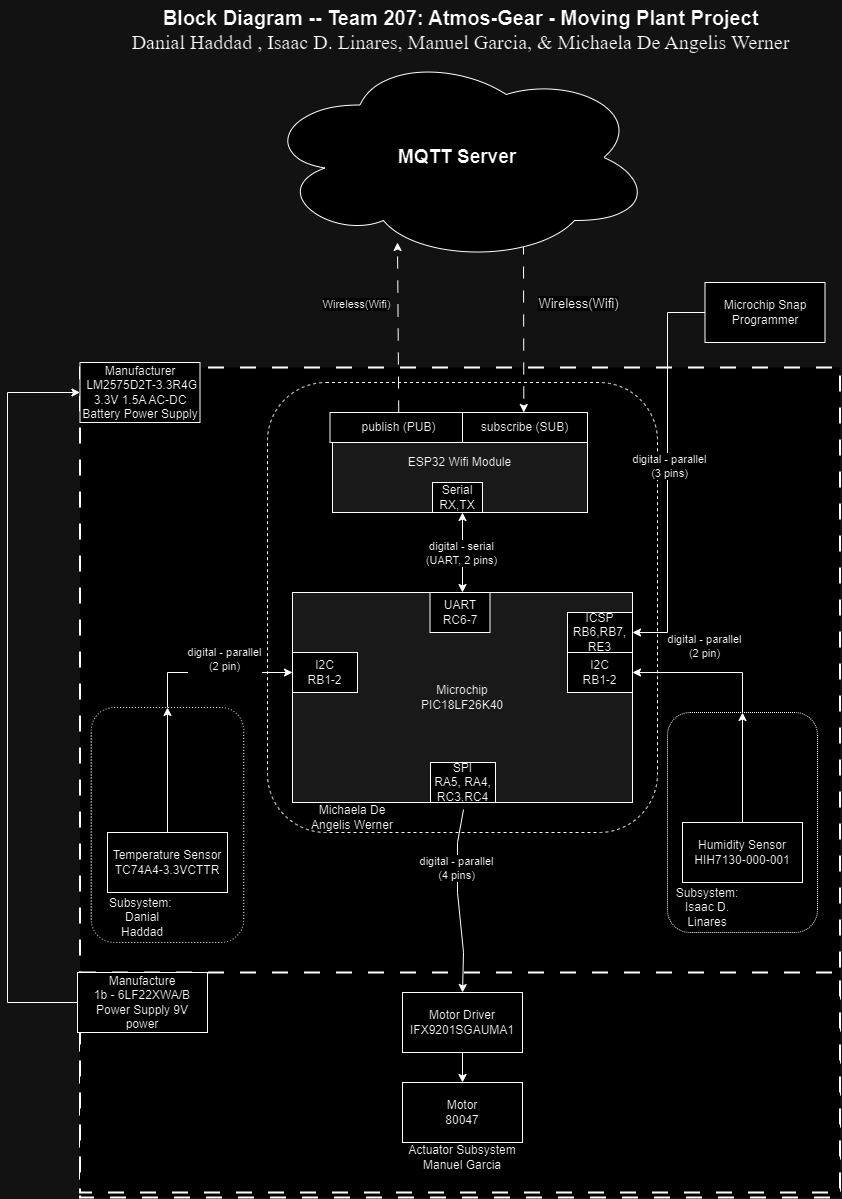 Block Diagram -- Team 207: Atmos-Gear - Moving Plant Project
Danial Haddad , Isaac D. Linares, Manuel Garcia, & Michaela De Angelis Werner
MQTT Server
Wireless(Wifi)
Wireless(Wifi)
Microchip Snap
Programmer
Manufacturer
LM2575D2T-3.3R4G
3.3V 1.5A AC-DC
Battery Power Supply
publish (PUB)
subscribe (SUB)
ESP32 Wifi Module
Serial
RX,TX
digital - parallel
(3 pins)
digital - serial
(UART, 2 pins)
UART
RC6-7
ICSP
RB6,RB7,
RE3
digital - parallel
(2 pin)
digital - parallel
(2 pin)
I2C
RB1-2
I2C
RB1-2
Microchip
PIC18LF26K40
SPI
RA5, RA4,
RC3,RC4
Michaela De
Angelis Werner
digital - parallel
(4 pins)
Temperature Sensor
TC74A4-3.3VCTTR
Subsystem:
Danial
Haddad
Humidity Sensor
HIH7130-000-001
Subsystem:
Isaac D.
Linares
Manufacture
1b - 6LF22XWA/B
Power Supply 9V
power
Motor Driver
IFX9201SGAUMA1
Motor
80047
Actuator Subsystem
Manuel Garcia